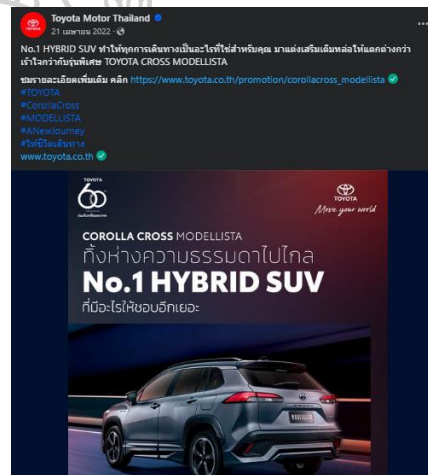 Toyota Motor Thailand
21 เมษายน 2022
No.1 HYBRID SUV ทำให้ทุกการเดินทางเป็นอะไรที่ใช่สำหรับคุณ มาแต่งเสริมเติมหล่อให้แตกต่างกว่า
เร้าใจกว่ากับรุ่นพิเศษ TOYOTA CROSS MODELLISTA
ชมรายละเอียดเพิ่มเติม คลิก https://www.toyota.co.th/promotion/corollacross_modellista
#TOYOTA
#CorollaCross
#MODELLISTA
#ANewJourney
#ให้ชีวิตเดินทาง
www.toyota.co.th
TOYOTA
60
TOYOTA
Move your world
COROLLA CROSS MODELLISTA
ทิ้งห่างความธรรมดาไปไกล
No.1 HYBRID SUV
ที่มีอะไรให้ชอบอีกเยอะ
MODELLISTA